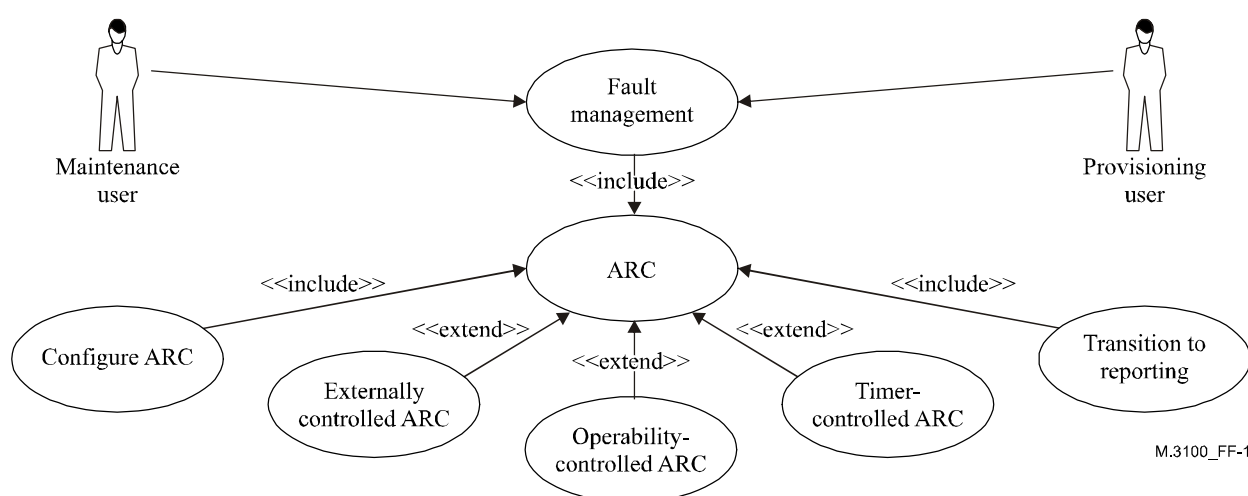 Fault
management
Maintenance
user
Provisioning
user
<<include>>
ARC
<<include>>
<<include>>
<<extend>>
<<extend>>
<<extend>>
Configure ARC
Externally
controlled ARC
Operability-
controlled ARC
Timer-
controlled ARC
Transition to
reporting
M.3100_FF-1